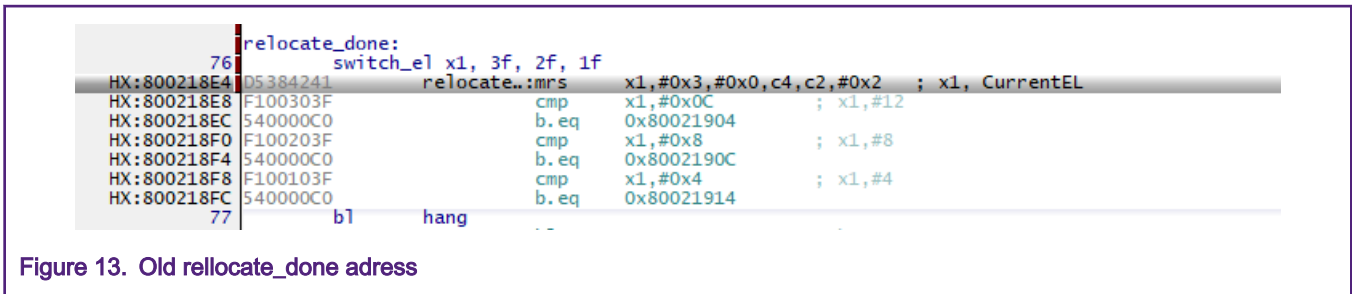 relocate_done:
76 switch_el x1, 3f, 2f, 1f
HX:800218E4 D5384241 relocate..:mrs x1,#0x3,#0x0,c4,c2,#0x2 ; x1, CurrentEL
HX:800218E8 F100303F cmp x1,#0x0C ; x1,#12
HX:800218EC 540000C0 b.eq 0x80021904
HX:800218F0 F100203F cmp x1,#0x8 ; x1,#8
HX:800218F4 540000C0 b.eq 0x8002190C
HX:800218F8 F100103F cmp x1,#0x4 ; x1,#4
HX:800218FC 540000C0 b.eq 0x80021914
77 bl hang
Figure 13. Old rellocate_done adress